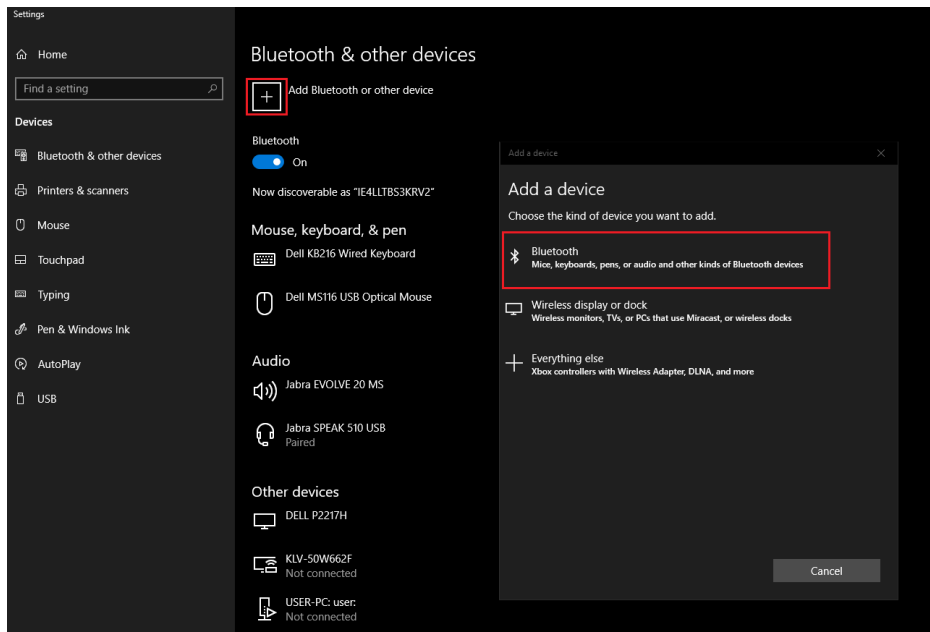 Settings
Home
Find a setting
Devices
Bluetooth & other devices
Printers & scanners
Mouse
Touchpad
Typing
Pen & Windows Ink
AutoPlay
USB
Bluetooth & other devices
Add Bluetooth or other device
Bluetooth
On
Now discoverable as "IE4LLTBS3KRV2"
Mouse, keyboard, & pen
Dell KB216 Wired Keyboard
Dell MS116 USB Optical Mouse
Audio
Jabra EVOLVE 20 MS
Jabra SPEAK 510 USB
Paired
Other devices
DELL P2217H
KLV-50W662F
Not connected
USER-PC: user:
Not connected
Add a device
Add a device
Choose the kind of device you want to add.
Bluetooth
Mice, keyboards, pens, or audio and other kinds of Bluetooth devices
Wireless display or dock
Wireless monitors, TVs, or PCs that use Miracast, or wireless docks
Everything else
Xbox controllers with Wireless Adapter, DLNA, and more
Cancel